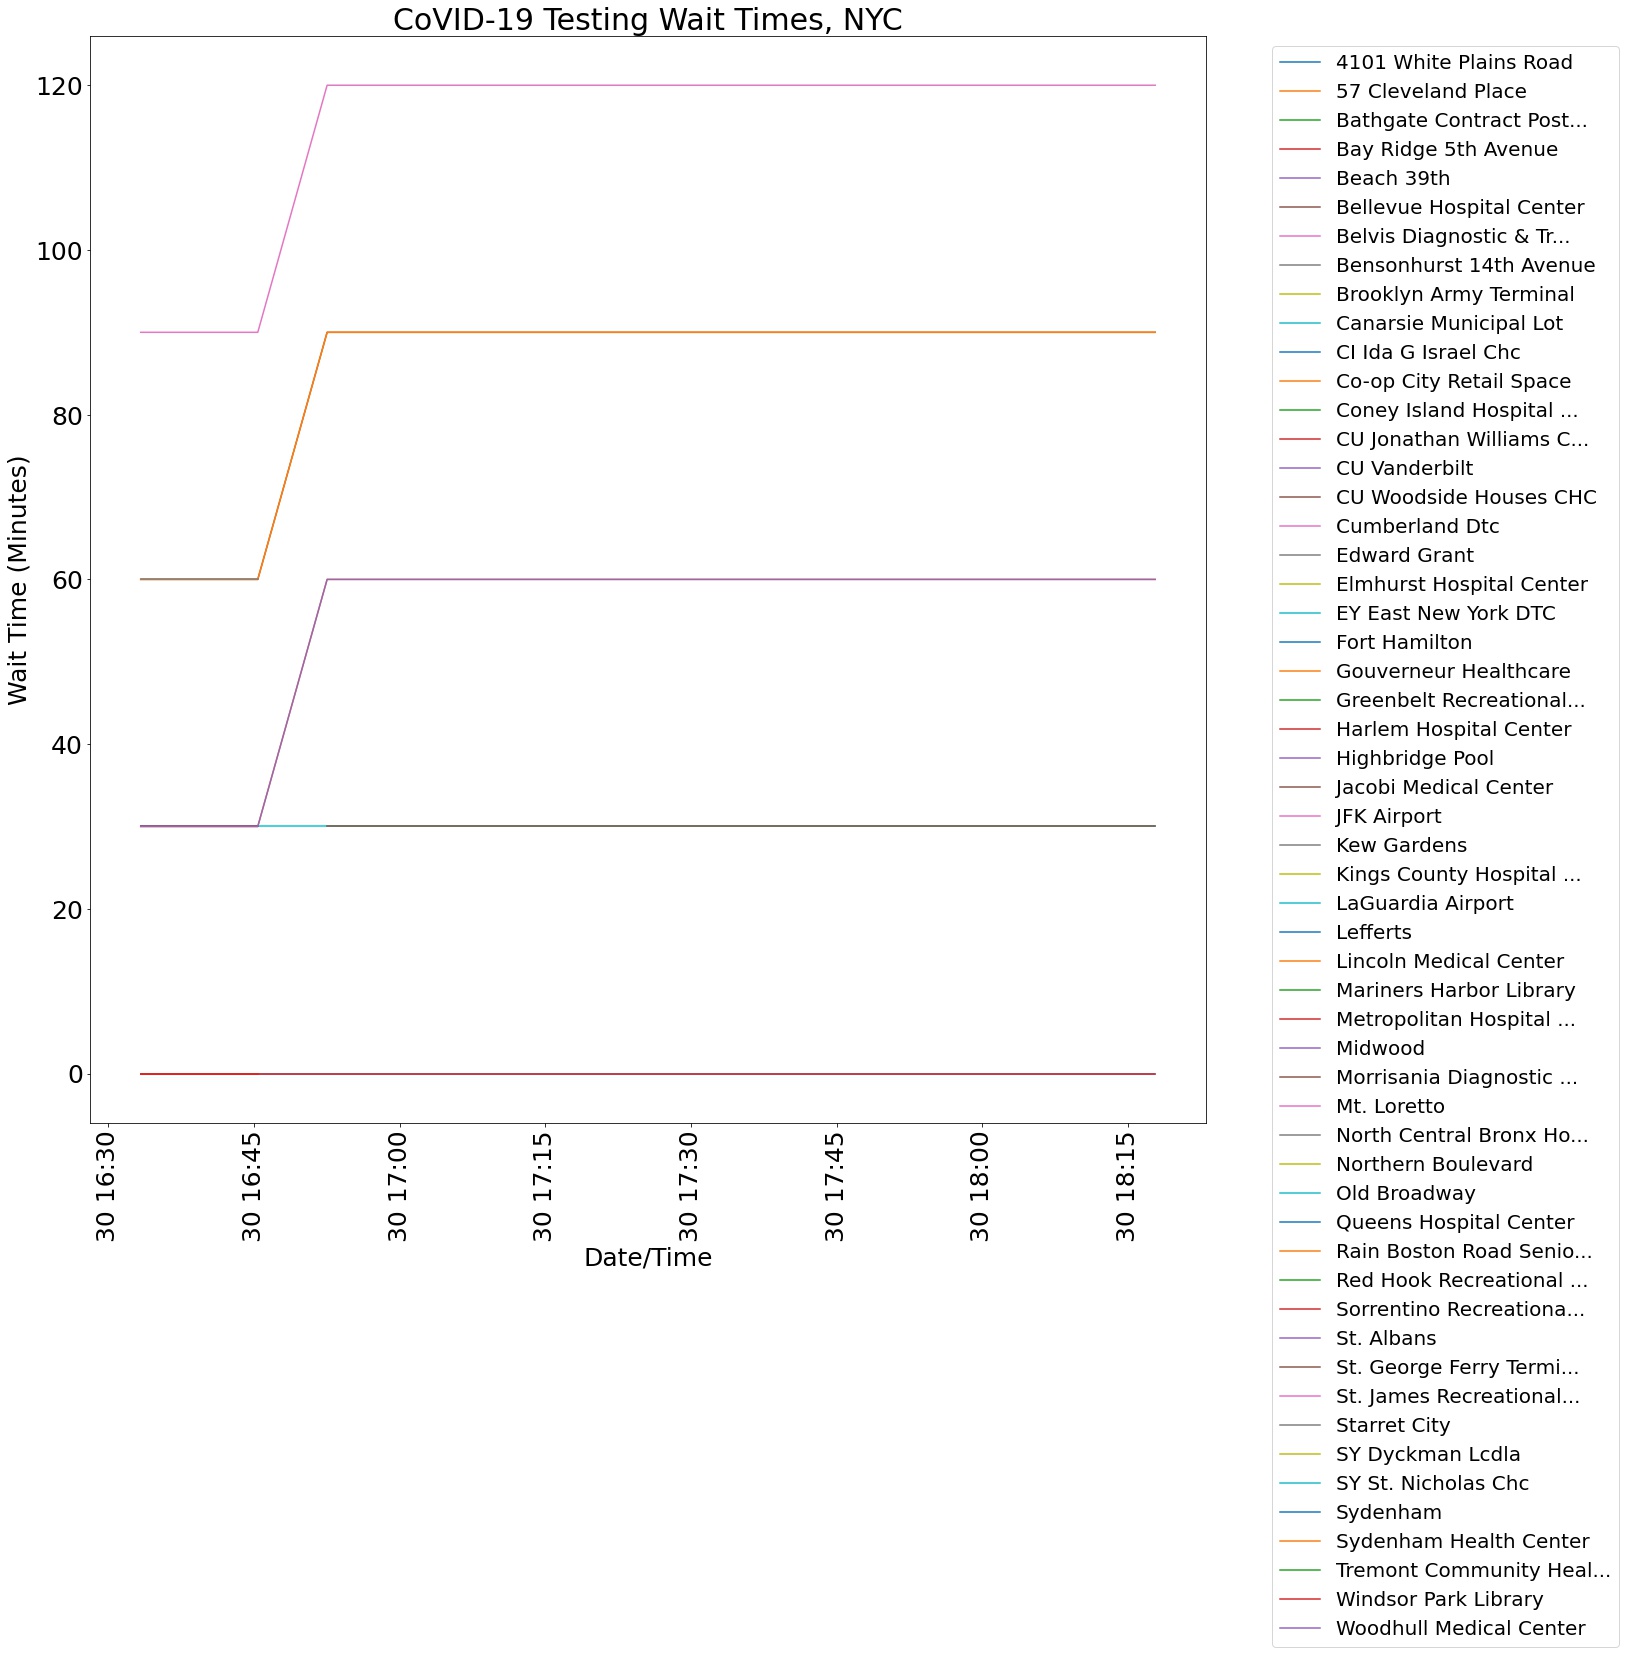 CoVID-19 Testing Wait Times, NYC
120
100
80
60
40
20
0
Wait Time (Minutes)
30 16:30
30 16:45
30 17:00
30 17:15
30 17:30
30 17:45
30 18:00
30 18:15
Date/Time
4101 White Plains Road
57 Cleveland Place
Bathgate Contract Post...
Bay Ridge 5th Avenue
Beach 39th
Bellevue Hospital Center
Belvis Diagnostic & Tr...
Bensonhurst 14th Avenue
Brooklyn Army Terminal
Canarsie Municipal Lot
CI Ida G Israel Chc
Co-op City Retail Space
Coney Island Hospital ...
CU Jonathan Williams C...
CU Vanderbilt
CU Woodside Houses CHC
Cumberland Dtc
Edward Grant
Elmhurst Hospital Center
EY East New York DTC
Fort Hamilton
Gouverneur Healthcare
Greenbelt Recreational...
Harlem Hospital Center
Highbridge Pool
Jacobi Medical Center
JFK Airport
Kew Gardens
Kings County Hospital ...
LaGuardia Airport
Lefferts
Lincoln Medical Center
Mariners Harbor Library
Metropolitan Hospital ...
Midwood
Morrisania Diagnostic ...
Mt. Loretto
North Central Bronx Ho...
Northern Boulevard
Old Broadway
Queens Hospital Center
Rain Boston Road Senio...
Red Hook Recreational ...
Sorrentino Recreationa...
St. Albans
St. George Ferry Termi...
St. James Recreational...
Starret City
SY Dyckman Lcdla
SY St. Nicholas Chc
Sydenham
Sydenham Health Center
Tremont Community Heal...
Windsor Park Library
Woodhull Medical Center